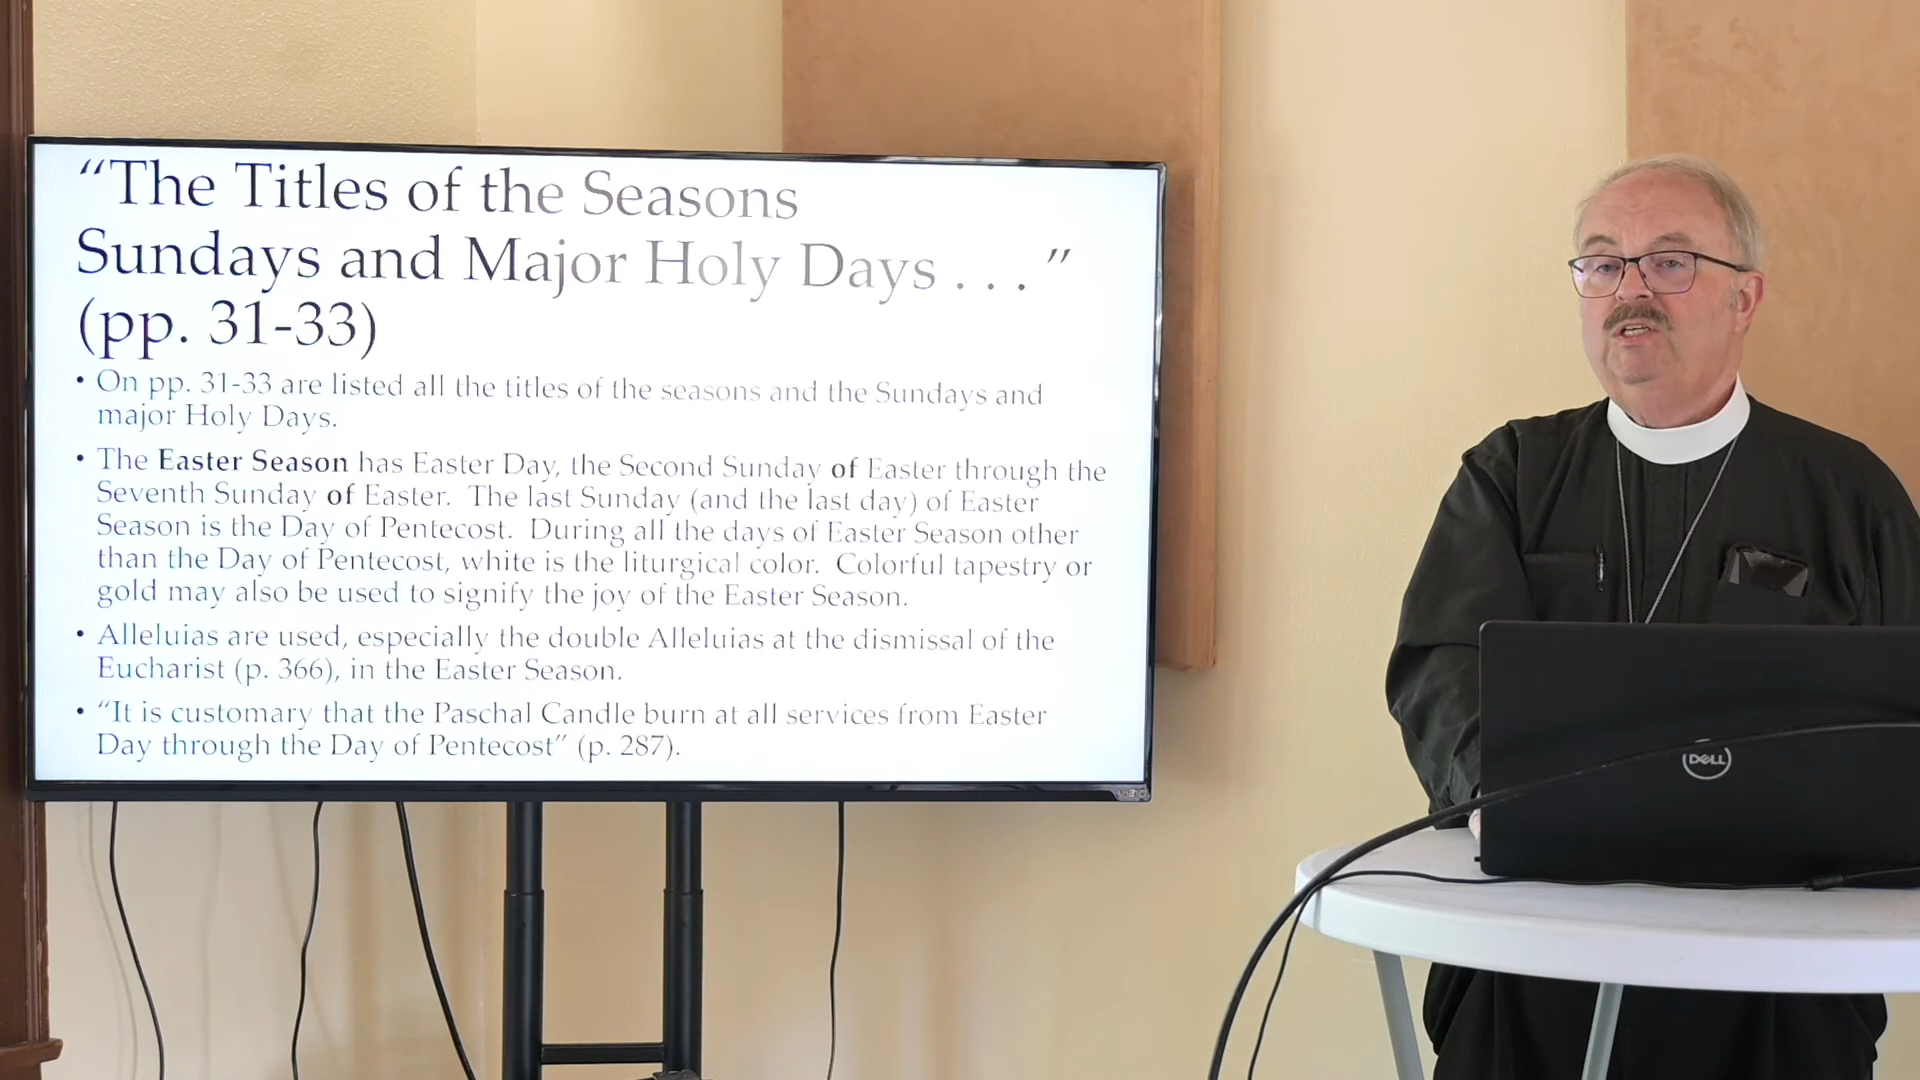 “The Titles of the Seasons
Sundays and Major Holy Days . . .”
(pp. 31-33)
• On pp. 31-33 are listed all the titles of the seasons and the Sundays and
major Holy Days.
• The Easter Season has Easter Day, the Second Sunday of Easter through the
Seventh Sunday of Easter. The last Sunday (and the last day) of Easter
Season is the Day of Pentecost. During all the days of Easter Season other
than the Day of Pentecost, white is the liturgical color. Colorful tapestry or
gold may also be used to signify the joy of the Easter Season.
• Alleluias are used, especially the double Alleluias at the dismissal of the
Eucharist (p. 366), in the Easter Season.
• “It is customary that the Paschal Candle burn at all services from Easter
Day through the Day of Pentecost” (p. 287).
VIZIO
DELL